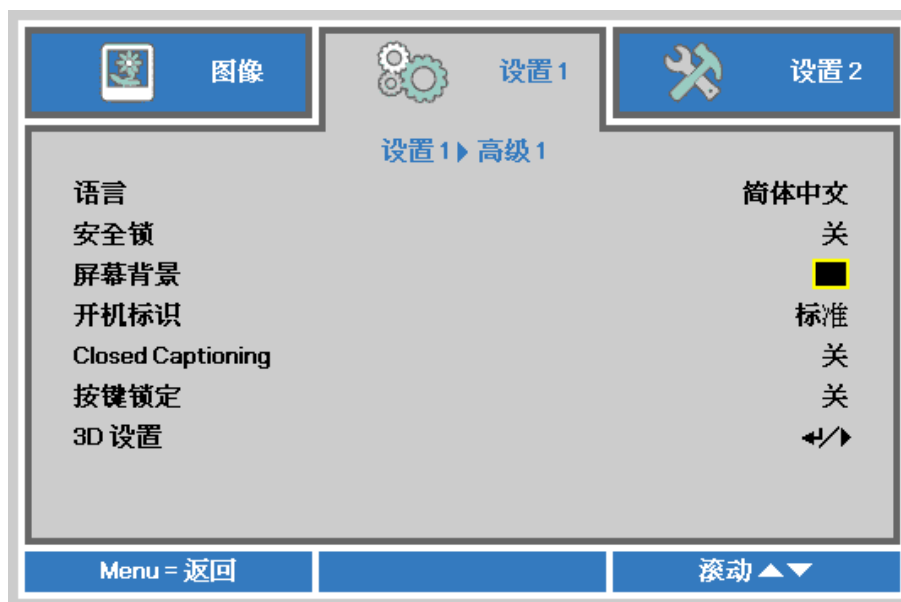 图像
设置 1
设置 2
设置 1 ▶ 高级 1
语言 简体中文
安全锁 关
屏幕背景
开机标识 标准
Closed Captioning 关
按键锁定 关
3D 设置 ↵/▶
Menu = 返回
滚动 ▲▼